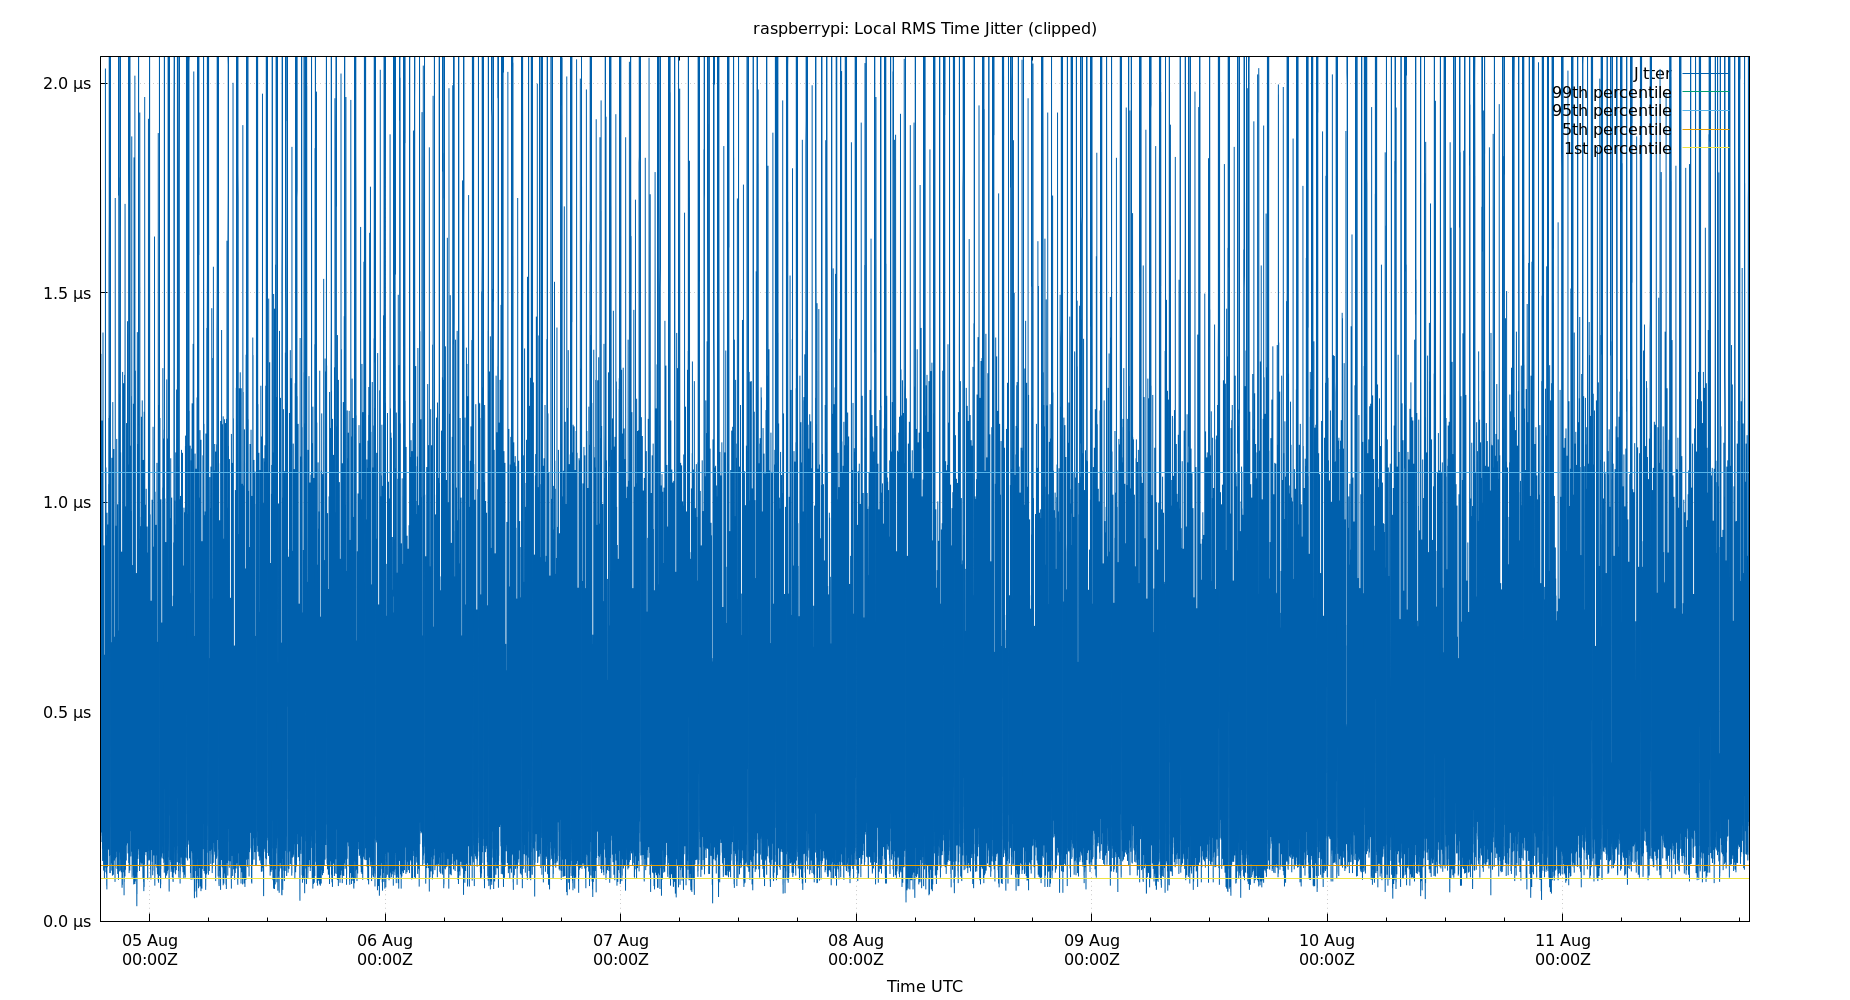 raspberrypi: Local RMS Time Jitter (clipped)
2.0 μs
1.5 μs
1.0 μs
0.5 μs
0.0 μs
Jitter
99th percentile
95th percentile
5th percentile
1st percentile
05 Aug 06 Aug 07 Aug 08 Aug 09 Aug 10 Aug 11 Aug
00:00Z 00:00Z 00:00Z 00:00Z 00:00Z 00:00Z 00:00Z
Time UTC